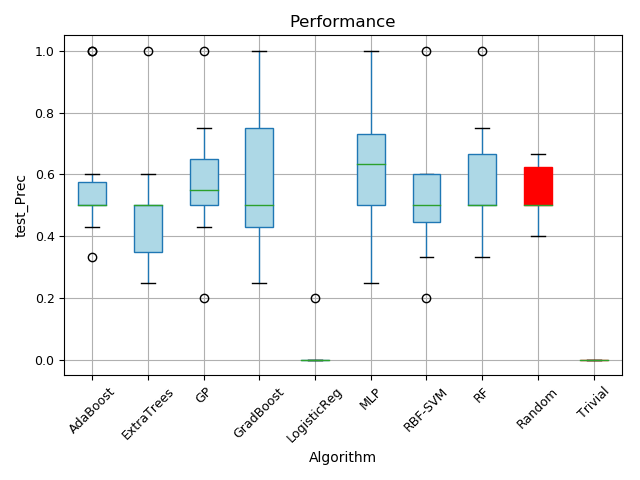 Performance
1.0
0.8
0.6
0.4
0.2
0.0
test_Prec
AdaBoost
ExtraTrees
GP
GradBoost
LogisticReg
MLP
RBF-SVM
RF
Random
Trivial
Algorithm